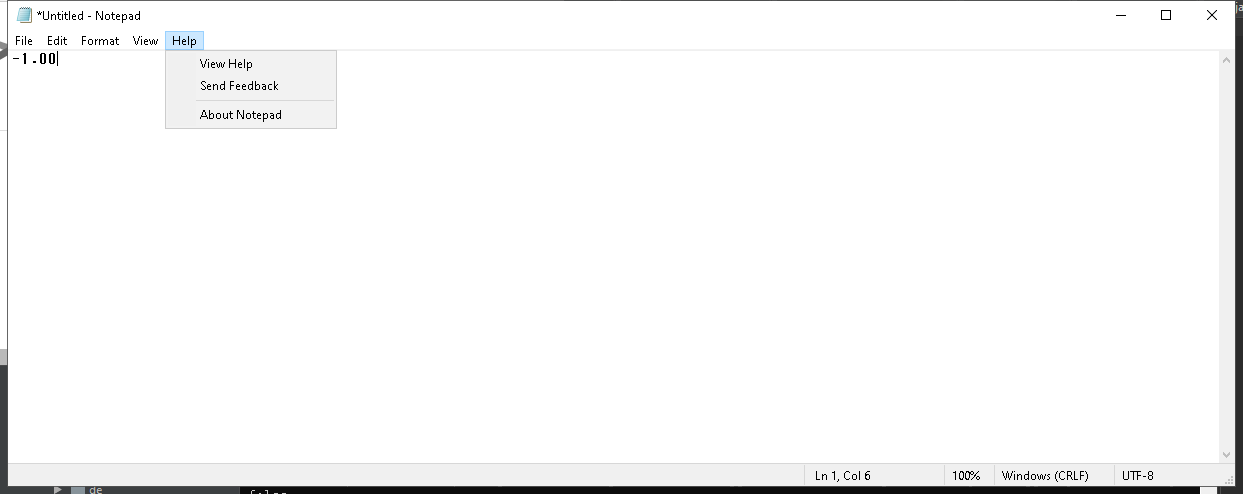 *Untitled - Notepad
File Edit Format View Help
-1.00
View Help
Send Feedback
About Notepad
Ln 1, Col 6 100% Windows (CRLF) UTF-8
de